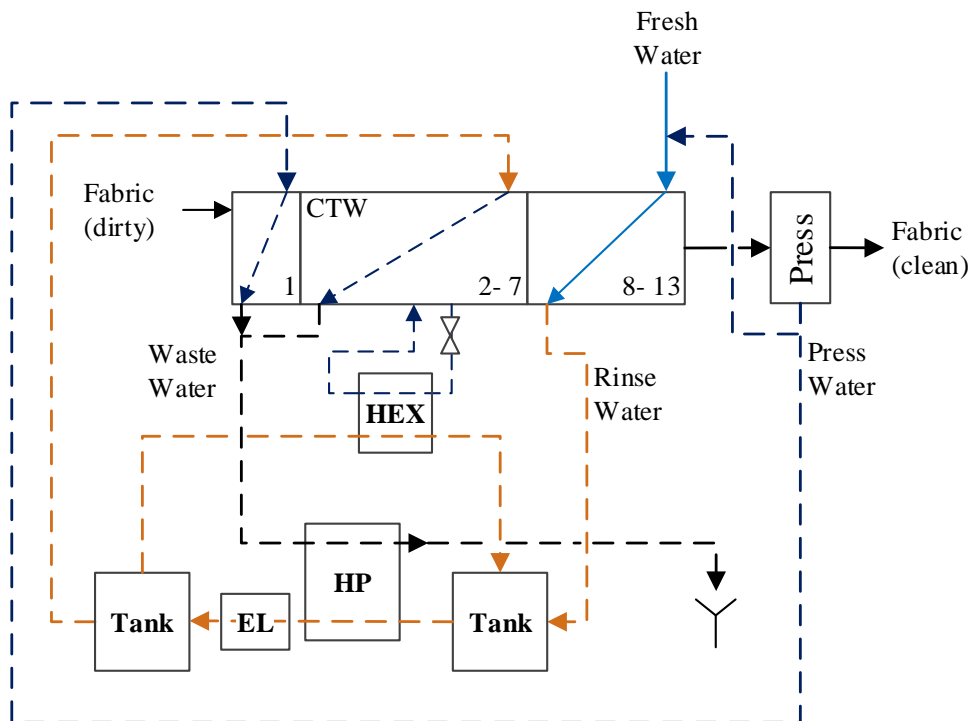 Fresh
Water
Fabric
(dirty)
CTW
1
2- 7
8- 13
Press
Fabric
(clean)
Waste
Water
HEX
Rinse
Water
Press
Water
HP
Tank
EL
Tank